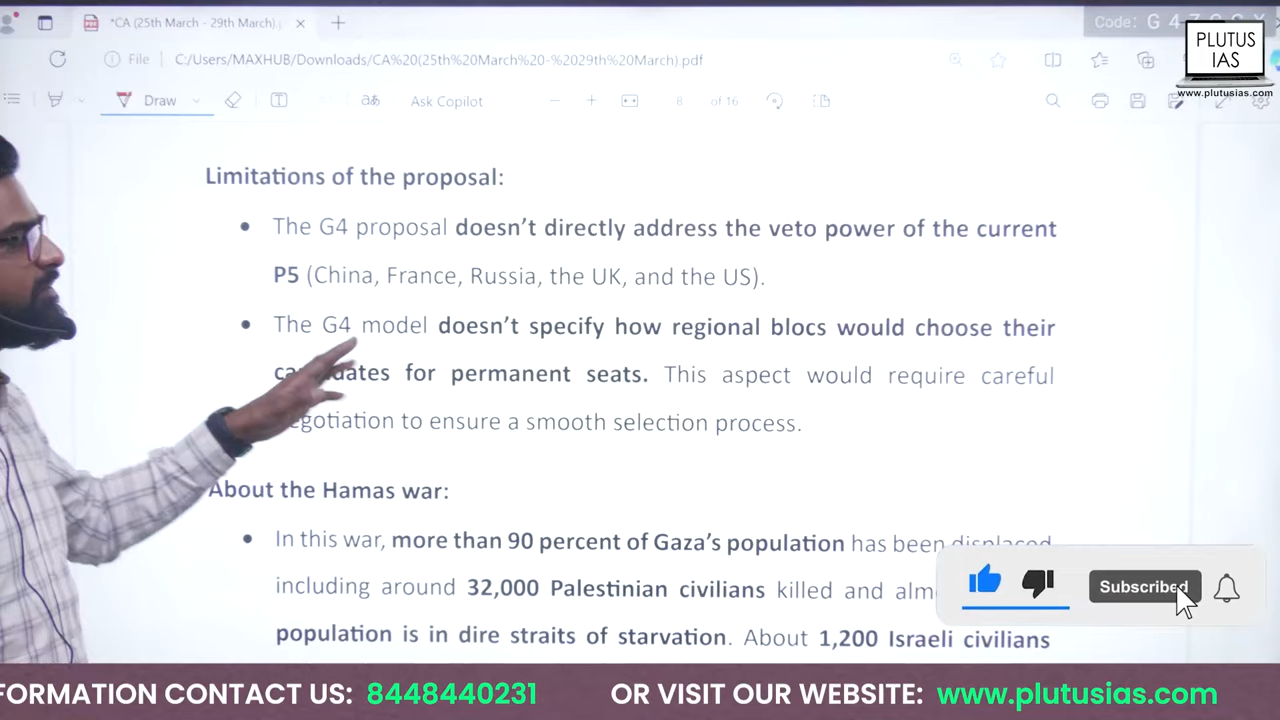 *CA (25th March - 29th March).
Code: G 4
PLUTUS
IAS
www.plutusias.com
File
C:/Users/MAXHUB/Downloads/CA%20(25th%20March%20-%2029th%20March).pdf
Draw
Ask Copilot
8
of 16
Limitations of the proposal:
• The G4 proposal doesn't directly address the veto power of the current
P5 (China, France, Russia, the UK, and the US).
• The G4 model doesn't specify how regional blocs would choose their
for permanent seats. This aspect would require careful
egotiation to ensure a smooth selection process.
About the Hamas war:
• In this war, more than 90 percent of Gaza's population has been displaced
including around 32,000 Palestinian civilians killed and alm
population is in dire straits of starvation. About 1,200 Israeli civilians
Subscribed
FORMATION CONTACT US: 8448440231 OR VISIT OUR WEBSITE: www.plutusias.com